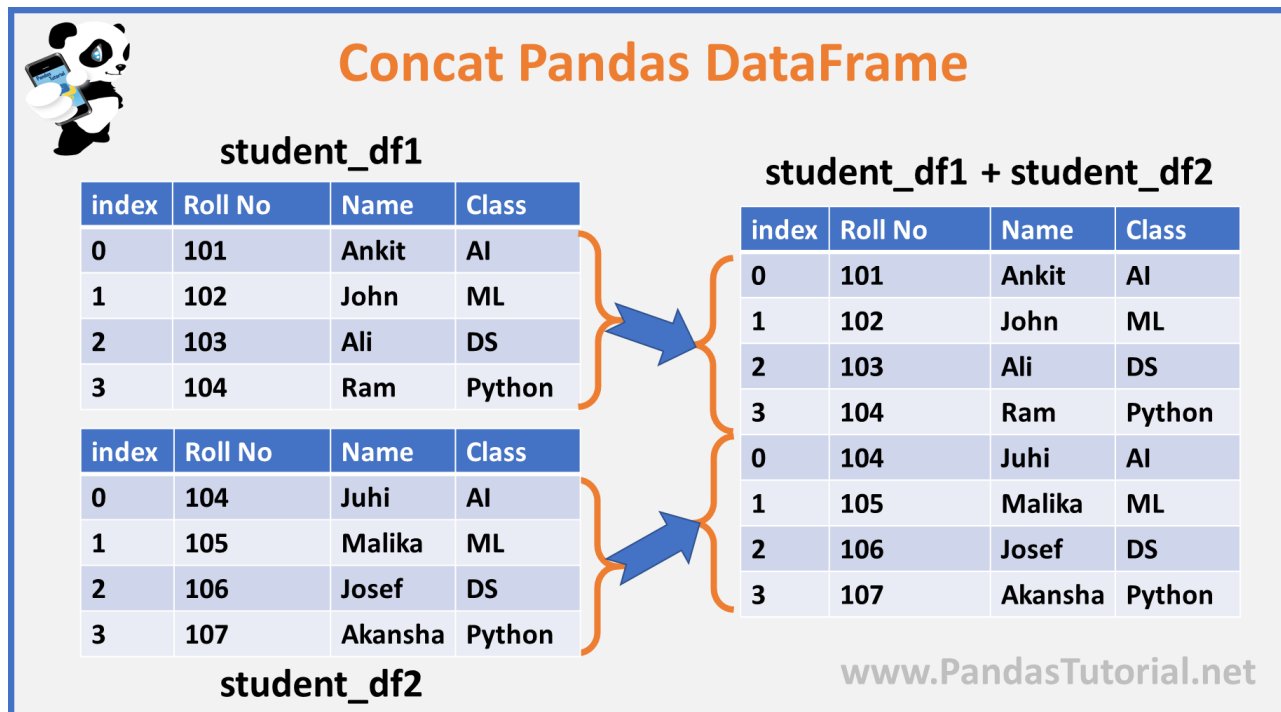 Concat Pandas DataFrame
Pandas
Tutorial
student_df1
index Roll No Name Class
0 101 Ankit AI
1 102 John ML
2 103 Ali DS
3 104 Ram Python
index Roll No Name Class
0 104 Juhi AI
1 105 Malika ML
2 106 Josef DS
3 107 Akansha Python
student_df2
student_df1 + student_df2
index Roll No Name Class
0 101 Ankit AI
1 102 John ML
2 103 Ali DS
3 104 Ram Python
0 104 Juhi AI
1 105 Malika ML
2 106 Josef DS
3 107 Akansha Python
www.PandasTutorial.net